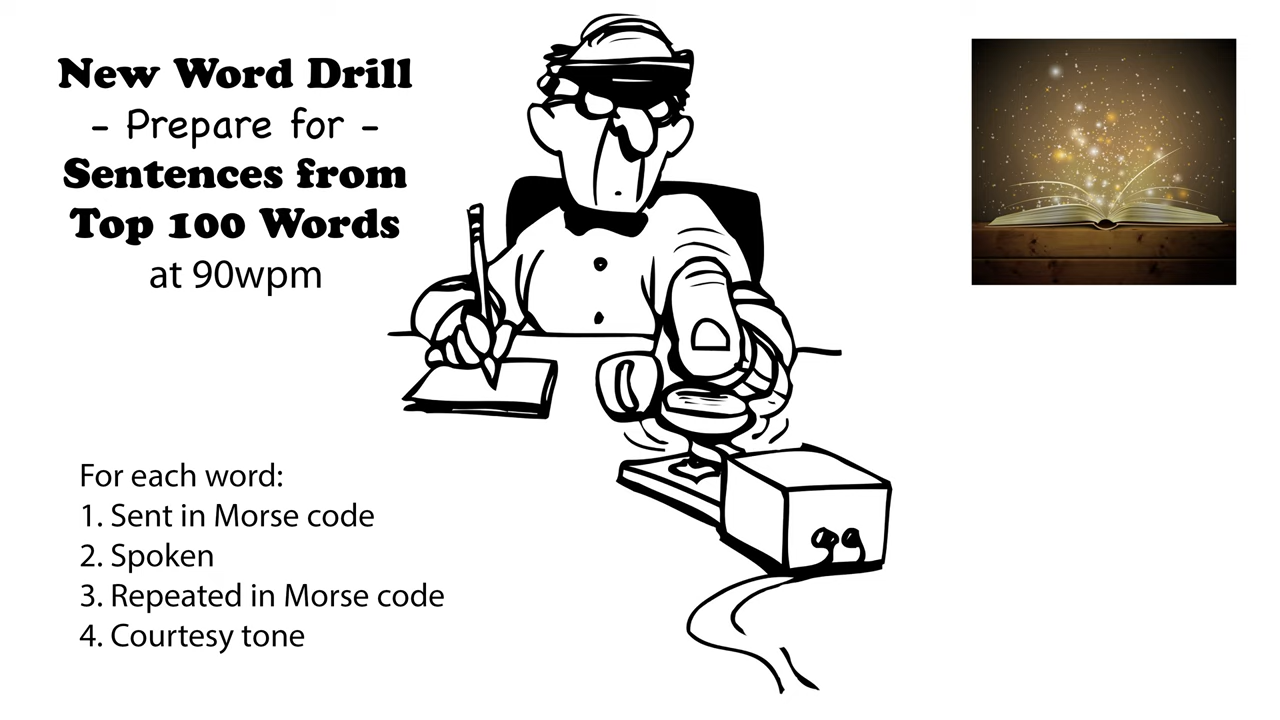 New Word Drill
- Prepare for -
Sentences from
Top 100 Words
at 90wpm
For each word:
1. Sent in Morse code
2. Spoken
3. Repeated in Morse code
4. Courtesy tone